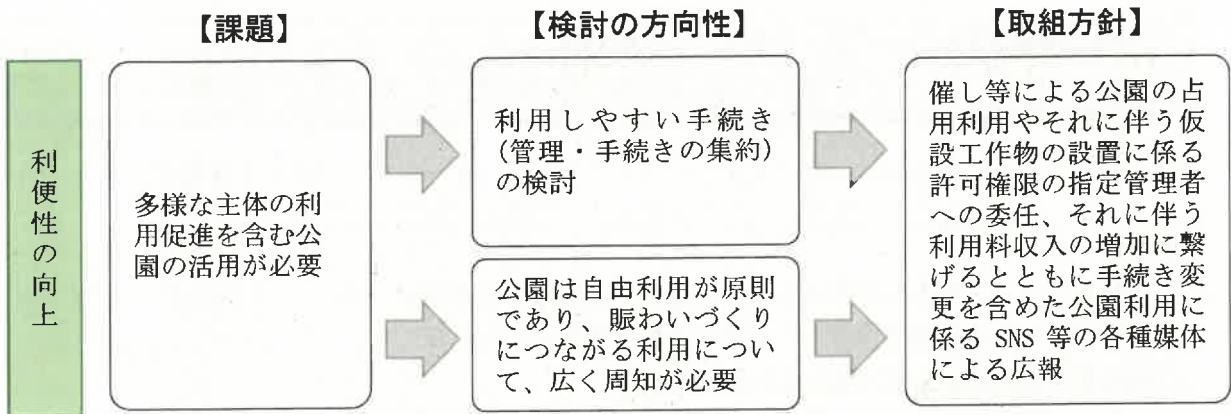 【課題】
【検討の方向性】
【取組方針】
利便性の向上
多様な主体の利
用促進を含む公
園の活用が必要
利用しやすい手続き
(管理・手続きの集約)
の検討
公園は自由利用が原則
であり、賑わいづくり
につながる利用につい
て、広く周知が必要
催し等による公園の占
用利用やそれに伴う仮
設工作物の設置に係る
許可権限の指定管理者
への委任、それに伴う
利用料収入の増加に繋
げるとともに手続き変
更を含めた公園利用に
係る SNS 等の各種媒体
による広報